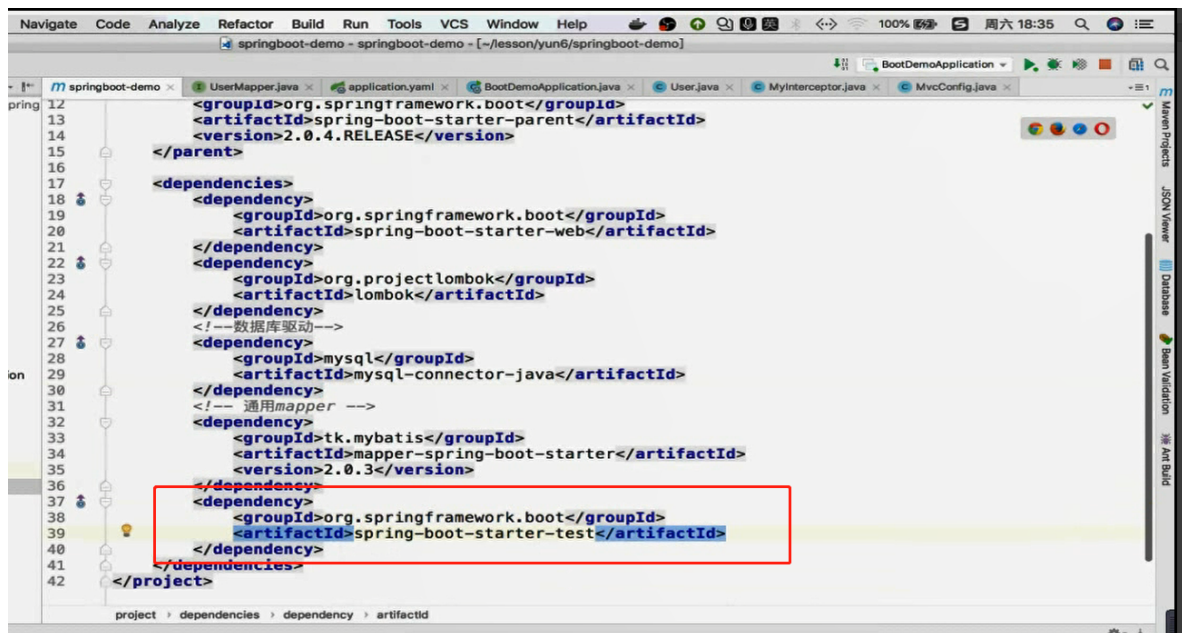 Navigate Code Analyze Refactor Build Run Tools VCS Window Help 100% 周六 18:35
springboot-demo - springboot-demo - [~/lesson/yun6/springboot-demo]
BootDemoApplication
m springboot-demo UserMapper.java application.yaml BootDemoApplication.java User.java MyInterceptor.java MvcConfig.java
pring
12 <groupId>org.springframework.boot</groupId>
13 <artifactId>spring-boot-starter-parent</artifactId>
14 <version>2.0.4.RELEASE</version>
15 </parent>
16
17 <dependencies>
18 <dependency>
19 <groupId>org.springframework.boot</groupId>
20 <artifactId>spring-boot-starter-web</artifactId>
21 </dependency>
22 <dependency>
23 <groupId>org.projectlombok</groupId>
24 <artifactId>lombok</artifactId>
25 </dependency>
26 <!--数据库驱动-->
27 <dependency>
28 <groupId>mysql</groupId>
on 29 <artifactId>mysql-connector-java</artifactId>
30 </dependency>
31 <!-- 通用mapper -->
32 <dependency>
33 <groupId>tk.mybatis</groupId>
34 <artifactId>mapper-spring-boot-starter</artifactId>
35 <version>2.0.3</version>
36 </dependency>
37 <dependency>
38 <groupId>org.springframework.boot</groupId>
39 <artifactId>spring-boot-starter-test</artifactId>
40 </dependency>
41 </dependencies>
42 </project>
project › dependencies › dependency › artifactId
Maven Projects
JSON Viewer
Database
Bean Validation
Ant Build